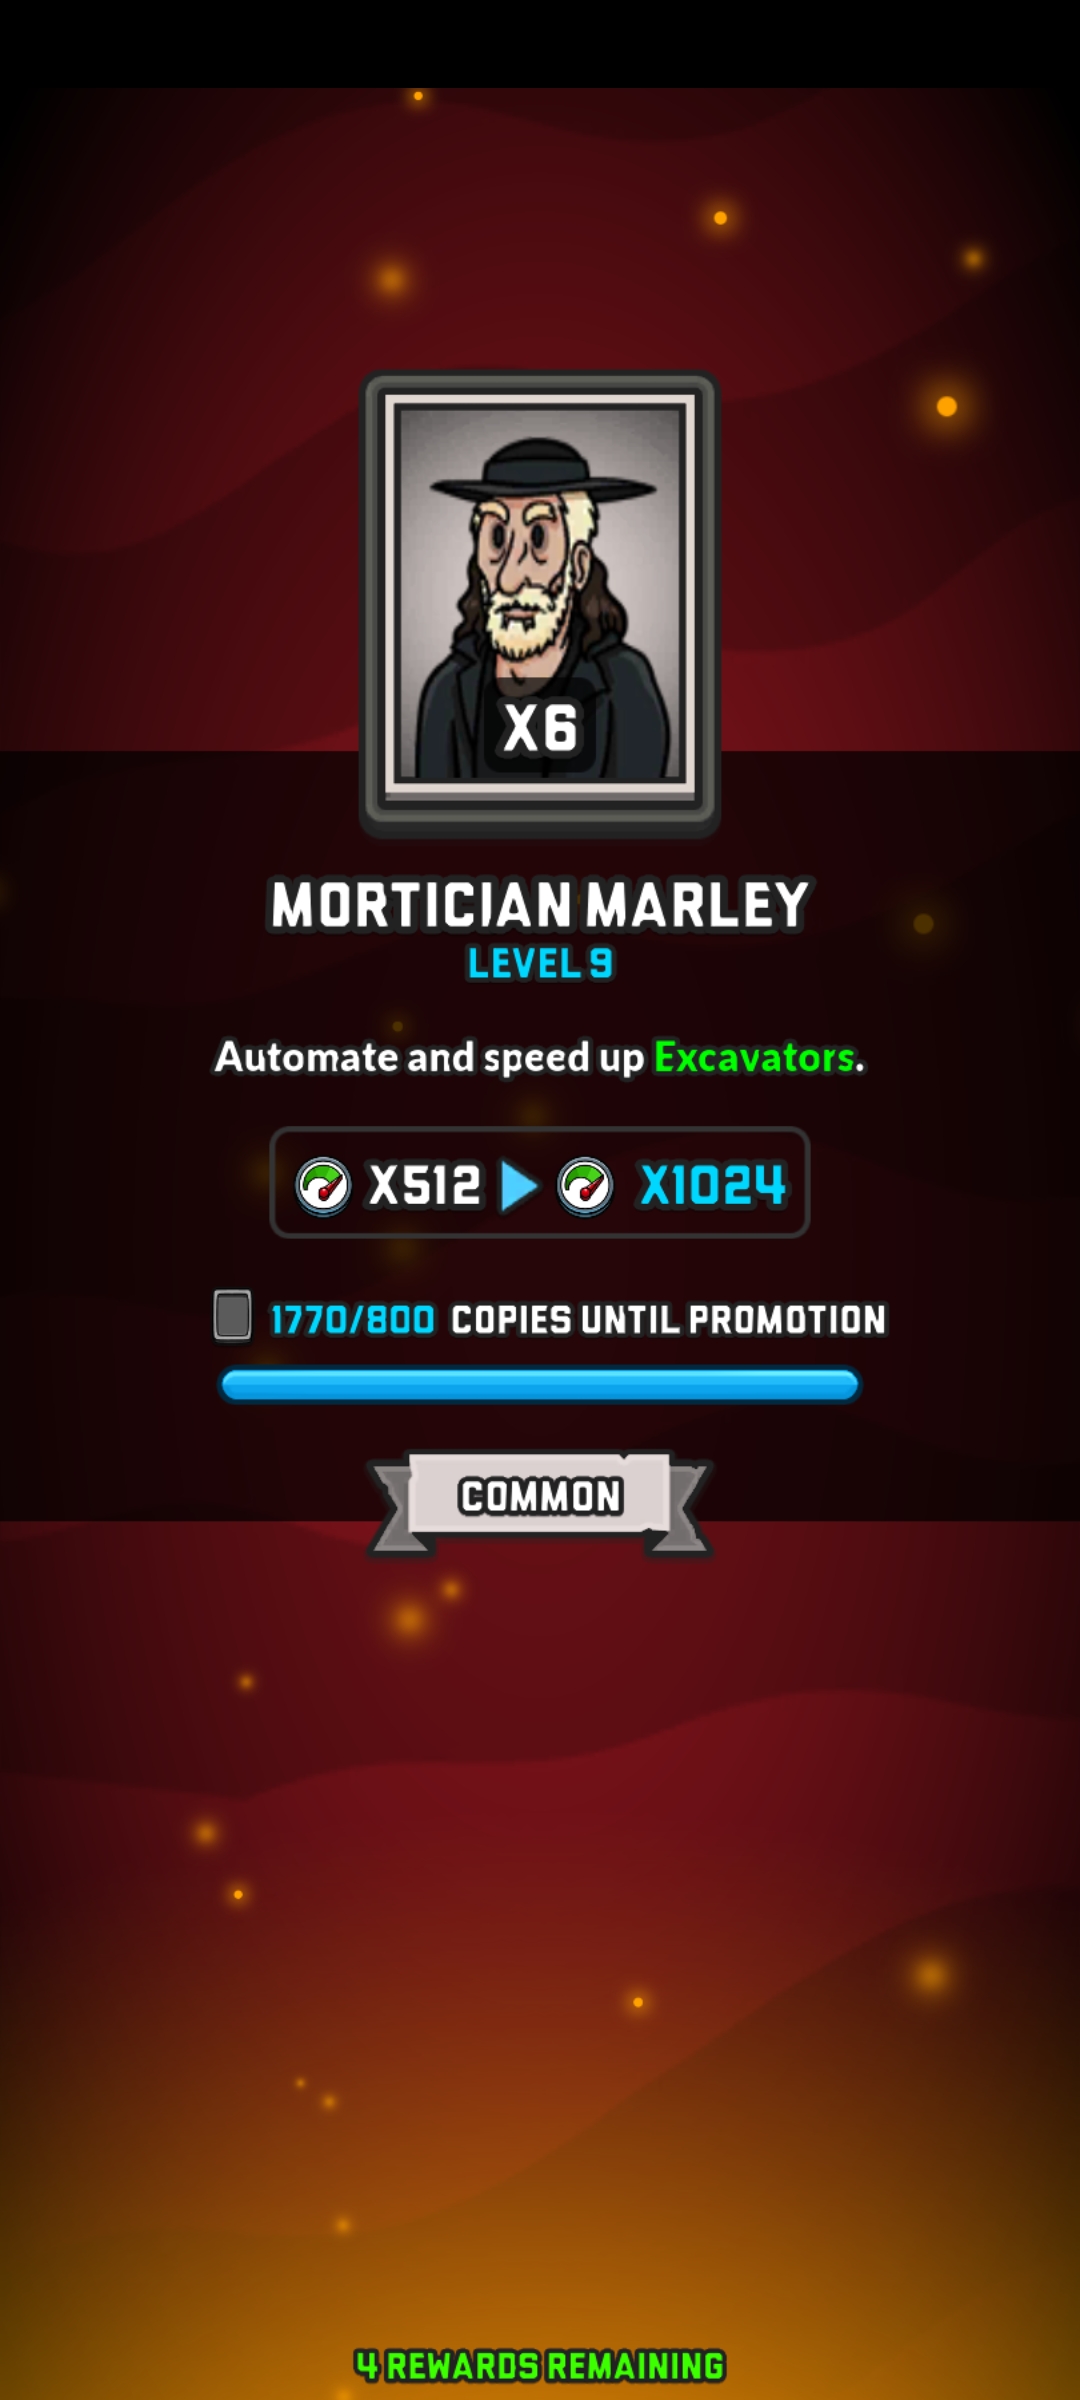 X6
MORTICIAN MARLEY
LEVEL 9
Automate and speed up Excavators.
X512 X1024
1770/800 COPIES UNTIL PROMOTION
COMMON
4 REWARDS REMAINING